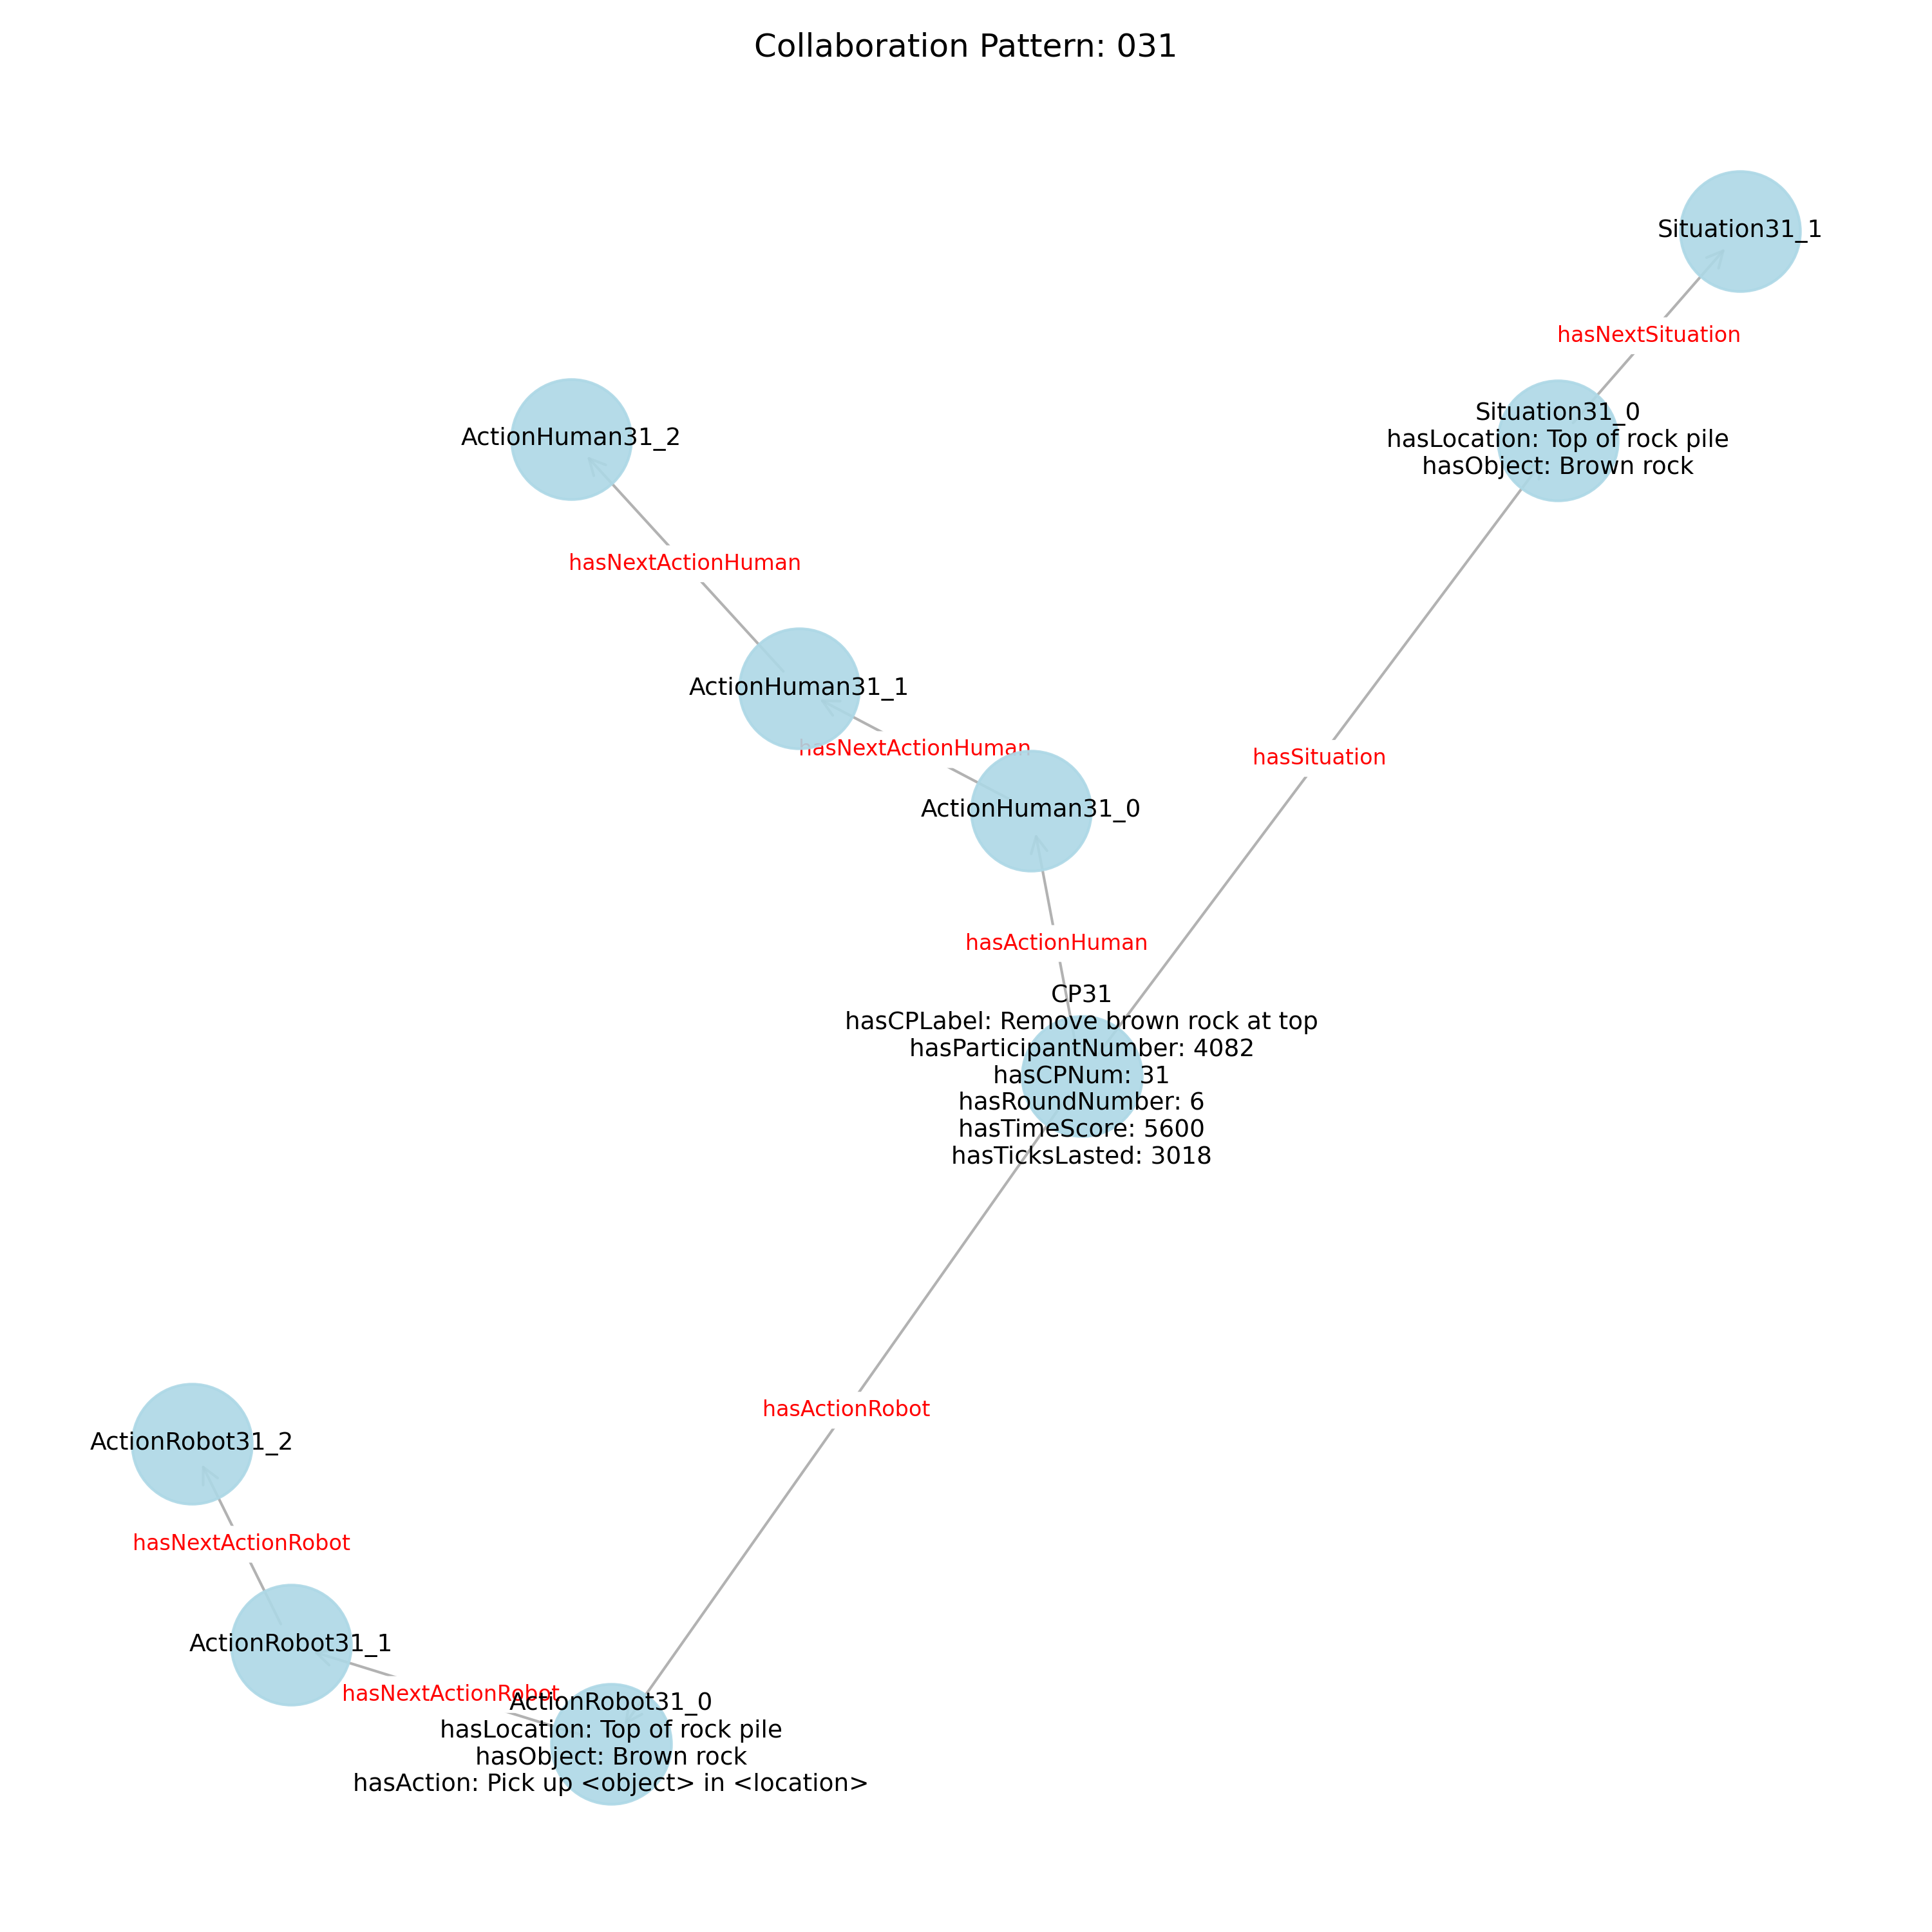 Collaboration Pattern: 031
Situation31_1
hasNextSituation
Situation31_0
hasLocation: Top of rock pile
hasObject: Brown rock
ActionHuman31_2
hasNextActionHuman
ActionHuman31_1
hasNextActionHuman
hasSituation
ActionHuman31_0
hasActionHuman
CP31
hasCPLabel: Remove brown rock at top
hasParticipantNumber: 4082
hasCPNum: 31
hasRoundNumber: 6
hasTimeScore: 5600
hasTicksLasted: 3018
hasActionRobot
ActionRobot31_2
hasNextActionRobot
ActionRobot31_1
hasNextActionRobot
ActionRobot31_0
hasLocation: Top of rock pile
hasObject: Brown rock
hasAction: Pick up <object> in <location>